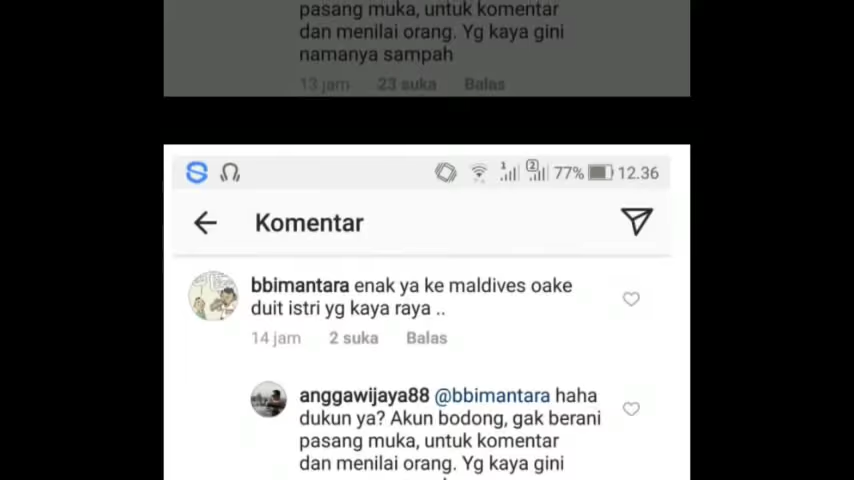 pasang muka, untuk komentar
dan menilai orang. Yg kaya gini
namanya sampah
13 jam 23 suka Balas
1 2 77% 12.36
Komentar
bbimantara enak ya ke maldives oake
duit istri yg kaya raya ..
14 jam 2 suka Balas
anggawijaya88 @bbimantara haha
dukun ya? Akun bodong, gak berani
pasang muka, untuk komentar
dan menilai orang. Yg kaya gini